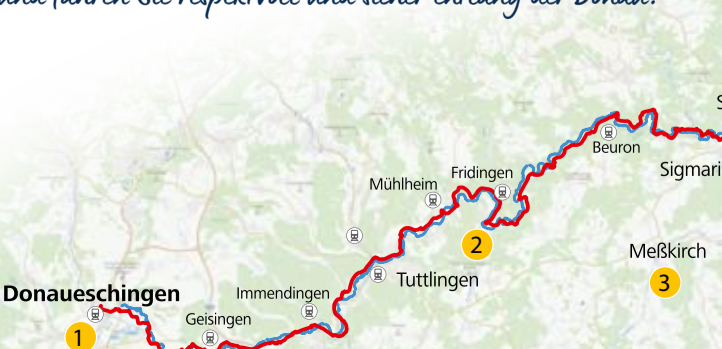 und führen Sie respektvoll und sicher entlang der Donau.
S
Beuron
Sigmari
Fridingen
Mühlheim
2
Meßkirch
3
Tuttlingen
Donaueschingen
Immendingen
Geisingen
1